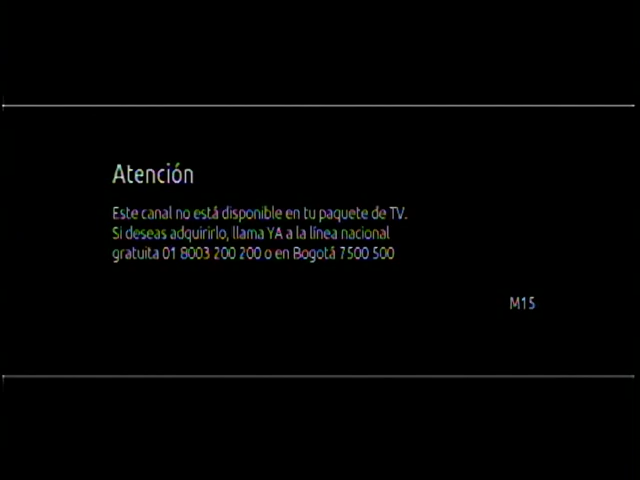 Atención
Este canal no está disponible en tu paquete de TV.
Si deseas adquirirlo, llama YA a la línea nacional
gratuita 01 8003 200 200 o en Bogotá 7500 500
M15